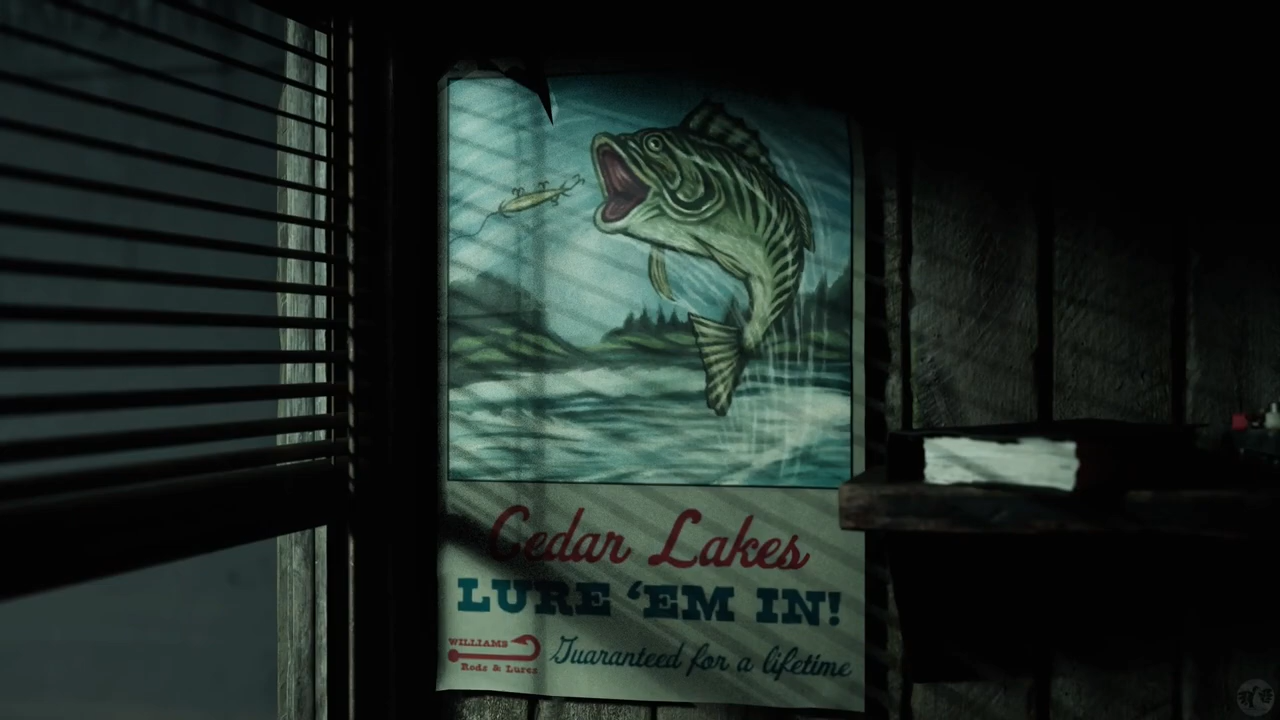 Cedar Lakes
LURE ‘EM IN!
WILLIAMS
Rods & Lures
Guaranteed for a lifetime